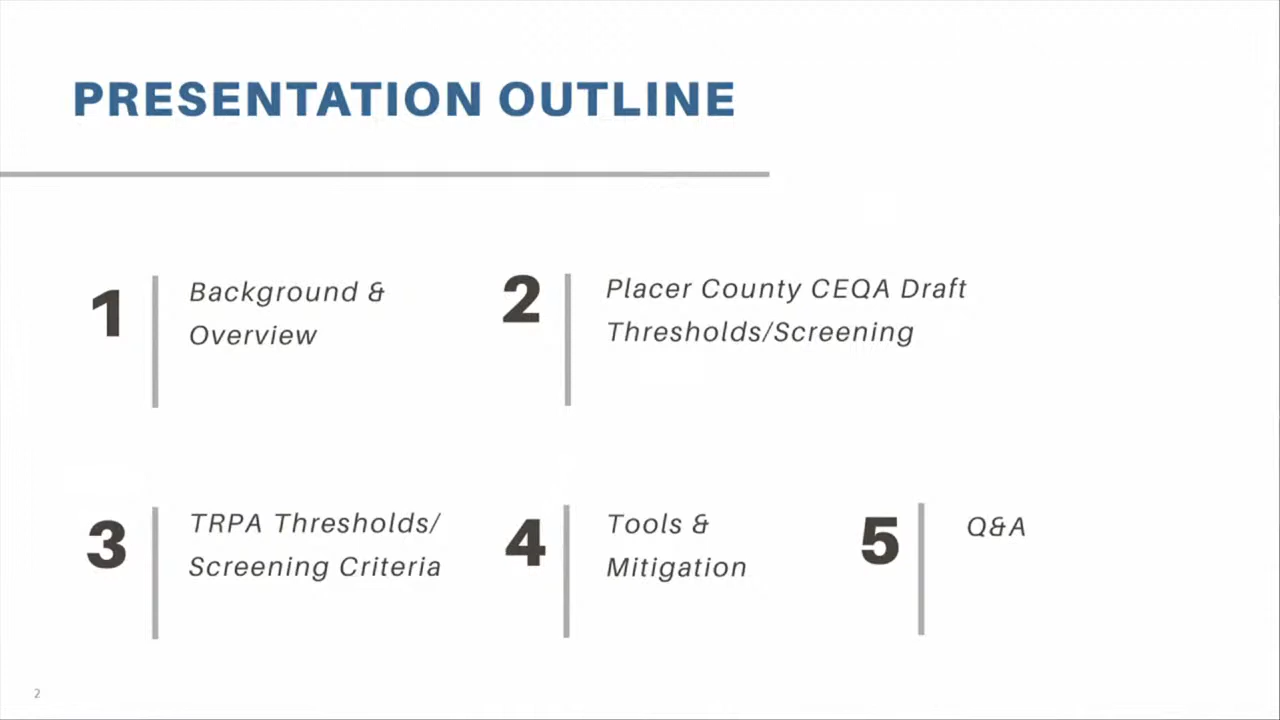 PRESENTATION OUTLINE
1
Background &
Overview
2
Placer County CEQA Draft
Thresholds/Screening
3
TRPA Thresholds/
Screening Criteria
4
Tools &
Mitigation
5
Q&A
2